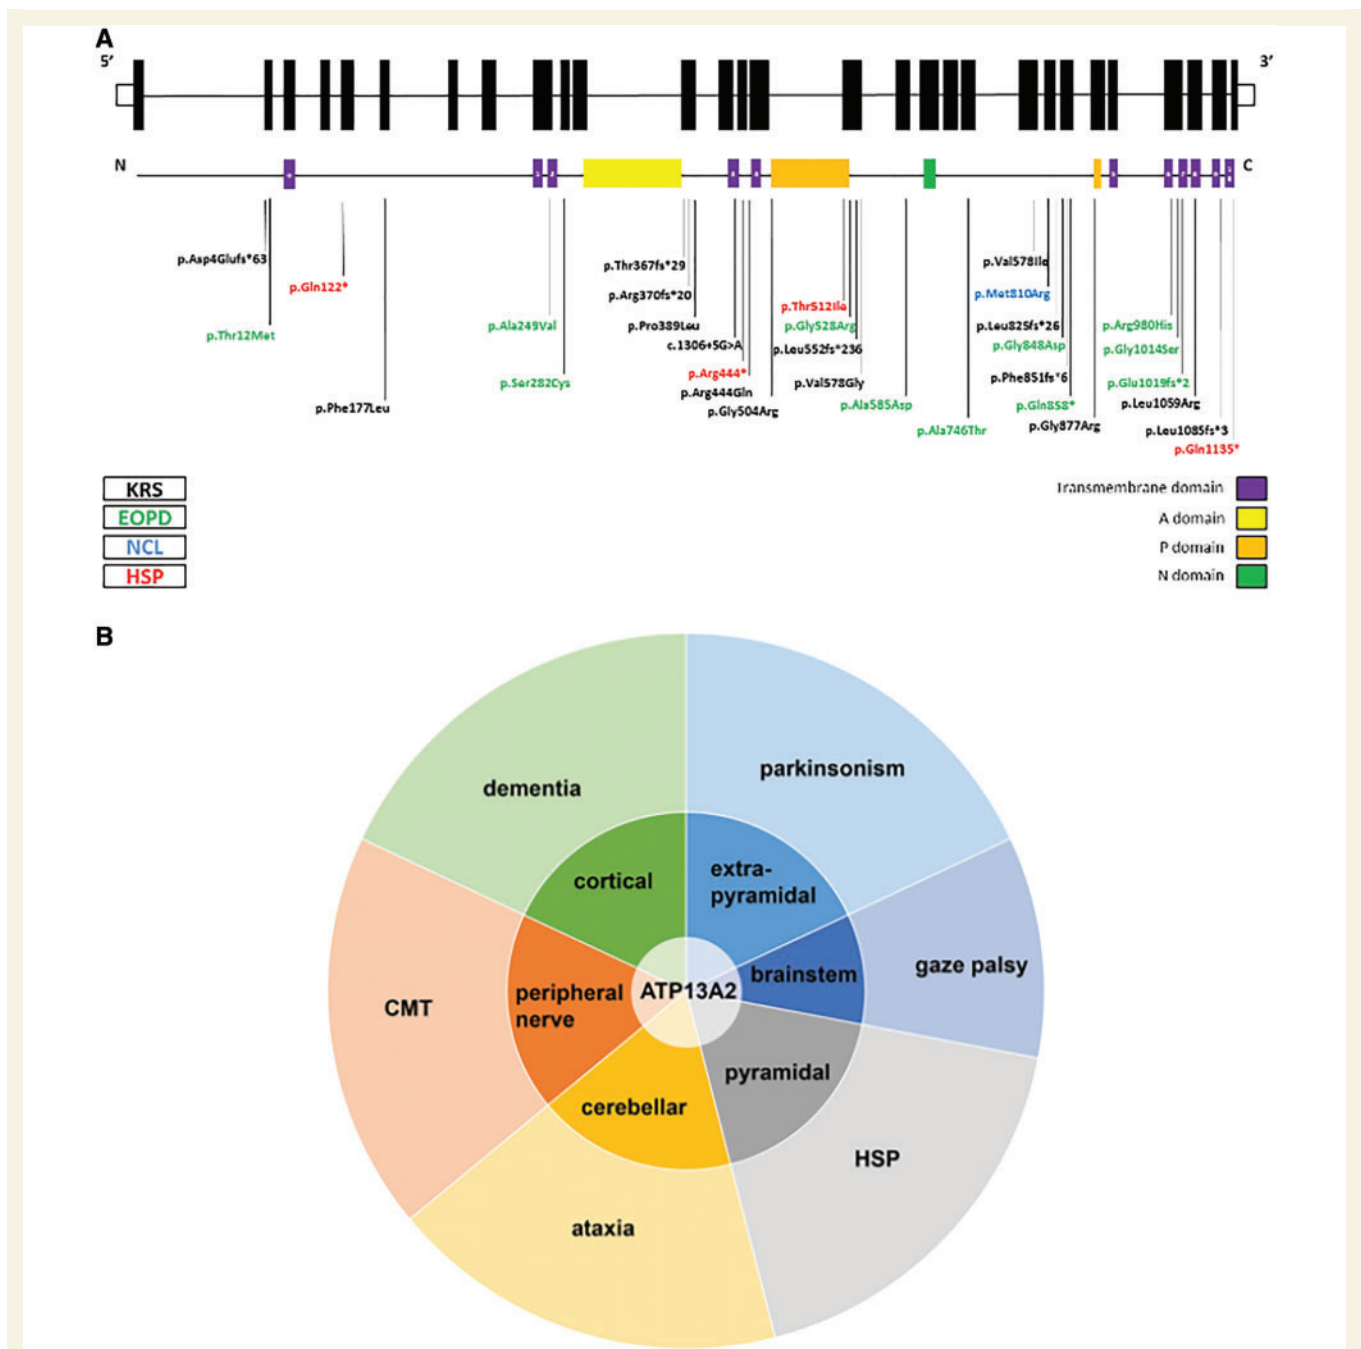 A
5′
3′
N
C
p.Asp4Glufs*63
p.Gln122*
p.Thr12Met
p.Phe177Leu
p.Ala249Val
p.Ser282Cys
p.Thr367fs*29
p.Arg370fs*20
p.Pro389Leu
c.1306+5G>A
p.Arg444*
p.Arg444Gln
p.Gly504Arg
p.Thr512Ile
p.Gly528Arg
p.Leu552fs*236
p.Val578Gly
p.Ala585Asp
p.Ala746Thr
p.Val578Ile
p.Met810Arg
p.Leu825fs*26
p.Gly848Asp
p.Phe851fs*6
p.Gln858*
p.Gly877Arg
p.Arg980His
p.Gly1014Ser
p.Glu1019fs*2
p.Leu1059Arg
p.Leu1085fs*3
p.Gln1135*
KRS
EOPD
NCL
HSP
Transmembrane domain
A domain
P domain
N domain
B
dementia
parkinsonism
cortical
extra-
pyramidal
gaze palsy
brainstem
ATP13A2
peripheral
nerve
CMT
pyramidal
cerebellar
HSP
ataxia